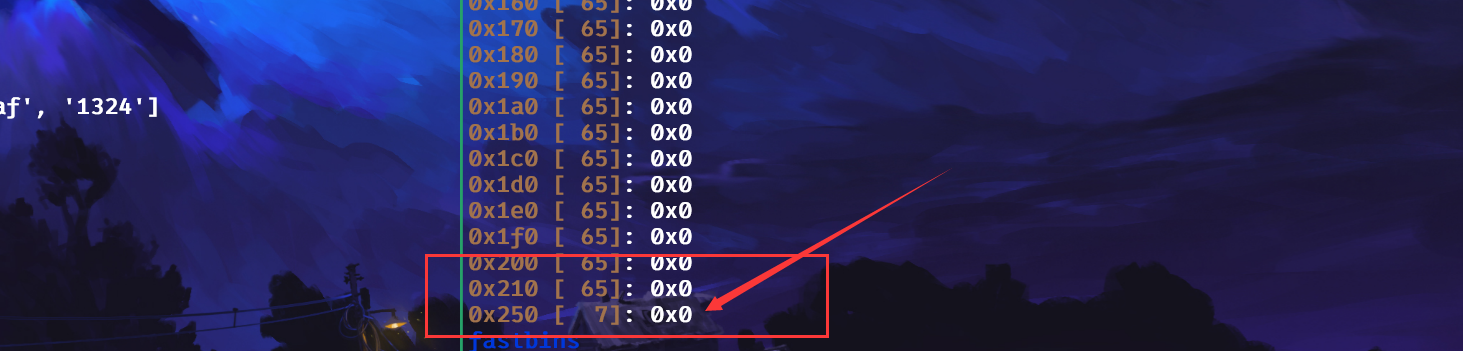 0x160 [ 65]: 0x0
0x170 [ 65]: 0x0
0x180 [ 65]: 0x0
0x190 [ 65]: 0x0
af', '1324']
0x1a0 [ 65]: 0x0
0x1b0 [ 65]: 0x0
0x1c0 [ 65]: 0x0
0x1d0 [ 65]: 0x0
0x1e0 [ 65]: 0x0
0x1f0 [ 65]: 0x0
0x200 [ 65]: 0x0
0x210 [ 65]: 0x0
0x250 [  7]: 0x0
fastbins